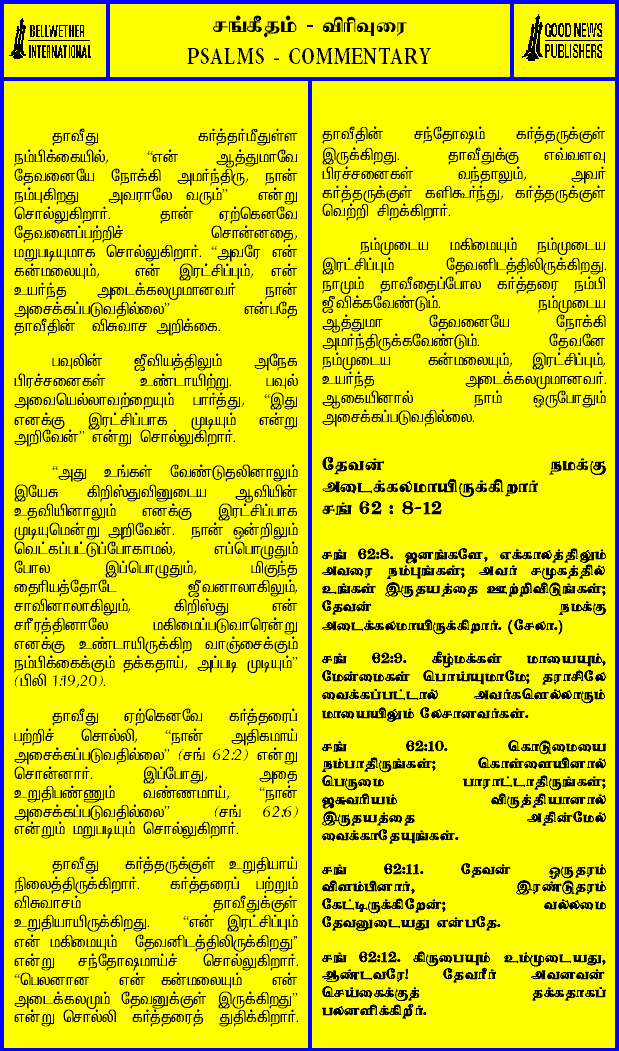 BELLWETHER
INTERNATIONAL
சங்கீதம் - விரிவுரை
PSALMS - COMMENTARY
GOOD NEWS
PUBLISHERS
தாவீது கர்த்தர்மீதுள்ள
நம்பிக்கையில், “என் ஆத்துமாவே
தேவனையே நோக்கி அமர்ந்திரு, நான்
நம்புகிறது அவராலே வரும்” என்று
சொல்லுகிறார். தான் ஏற்கெனவே
தேவனைப்பற்றிச் சொன்னதை,
மறுபடியுமாக சொல்லுகிறார். “அவரே என்
கன்மலையும், என் இரட்சிப்பும், என்
உயர்ந்த அடைக்கலமுமானவர் நான்
அசைக்கப்படுவதில்லை” என்பதே
தாவீதின் விசுவாச அறிக்கை.
பவுலின் ஜீவியத்திலும் அநேக
பிரச்சனைகள் உண்டாயிற்று. பவுல்
அவையெல்லாவற்றையும் பார்த்து, “இது
எனக்கு இரட்சிப்பாக முடியும் என்று
அறிவேன்” என்று சொல்லுகிறார்.
“அது உங்கள் வேண்டுதலினாலும்
இயேசு கிறிஸ்துவினுடைய ஆவியின்
உதவியினாலும் எனக்கு இரட்சிப்பாக
முடியுமென்று அறிவேன். நான் ஒன்றிலும்
வெட்கப்பட்டுப்போகாமல், எப்பொழுதும்
போல இப்பொழுதும், மிகுந்த
தைரியத்தோடே ஜீவனாலாகிலும்,
சாவினாலாகிலும், கிறிஸ்து என்
சரீரத்தினாலே மகிமைப்படுவாரென்று
எனக்கு உண்டாயிருக்கிற வாஞ்சைக்கும்
நம்பிக்கைக்கும் தக்கதாய், அப்படி முடியும்”
(பிலி 1:19,20).
தாவீது ஏற்கெனவே கர்த்தரைப்
பற்றிச் சொல்லி, “நான் அதிகமாய்
அசைக்கப்படுவதில்லை” (சங் 62:2) என்று
சொன்னார். இப்போது, அதை
உறுதிபண்ணும் வண்ணமாய், “நான்
அசைக்கப்படுவதில்லை” (சங் 62:6)
என்றும் மறுபடியும் சொல்லுகிறார்.
தாவீது கர்த்தருக்குள் உறுதியாய்
நிலைத்திருக்கிறார். கர்த்தரைப் பற்றும்
விசுவாசம் தாவீதுக்குள்
உறுதியாயிருக்கிறது. “என் இரட்சிப்பும்
என் மகிமையும் தேவனிடத்திலிருக்கிறது”
என்று சந்தோஷமாய்ச் சொல்லுகிறார்.
“பெலனான என் கன்மலையும் என்
அடைக்கலமும் தேவனுக்குள் இருக்கிறது”
என்று சொல்லி கர்த்தரைத் துதிக்கிறார்.
தாவீதின் சந்தோஷம் கர்த்தருக்குள்
இருக்கிறது. தாவீதுக்கு எவ்வளவு
பிரச்சனைகள் வந்தாலும், அவர்
கர்த்தருக்குள் களிகூர்ந்து, கர்த்தருக்குள்
வெற்றி சிறக்கிறார்.
நம்முடைய மகிமையும் நம்முடைய
இரட்சிப்பும் தேவனிடத்திலிருக்கிறது.
நாமும் தாவீதைப்போல கர்த்தரை நம்பி
ஜீவிக்கவேண்டும். நம்முடைய
ஆத்துமா தேவனையே நோக்கி
அமர்ந்திருக்கவேண்டும். தேவனே
நம்முடைய கன்மலையும், இரட்சிப்பும்,
உயர்ந்த அடைக்கலமுமானவர்.
ஆகையினால் நாம் ஒருபோதும்
அசைக்கப்படுவதில்லை.
தேவன் நமக்கு
அடைக்கலமாயிருக்கிறார்
சங் 62 : 8-12
சங் 62:8. ஜனங்களே, எக்காலத்திலும்
அவரை நம்புங்கள்; அவர் சமுகத்தில்
உங்கள் இருதயத்தை ஊற்றிவிடுங்கள்;
தேவன் நமக்கு
அடைக்கலமாயிருக்கிறார். (சேலா.)
சங் 62:9. கீழ்மக்கள் மாயையும்,
மேன்மைகள் பொய்யுமாமே; தராசிலே
வைக்கப்பட்டால் அவர்களெல்லாரும்
மாயையிலும் லேசானவர்கள்.
சங் 62:10. கொடுமையை
நம்பாதிருங்கள்; கொள்ளையினால்
பெருமை பாராட்டாதிருங்கள்;
ஐசுவரியம் விருத்தியானால்
இருதயத்தை அதின்மேல்
வைக்காதேயுங்கள்.
சங் 62:11. தேவன் ஒருதரம்
விளம்பினார், இரண்டுதரம்
கேட்டிருக்கிறேன்; வல்லமை
தேவனுடையது என்பதே.
சங் 62:12. கிருபையும் உம்முடையது,
ஆண்டவரே! தேவரீர் அவனவன்
செய்கைக்குத் தக்கதாகப்
பலனளிக்கிறீர்.